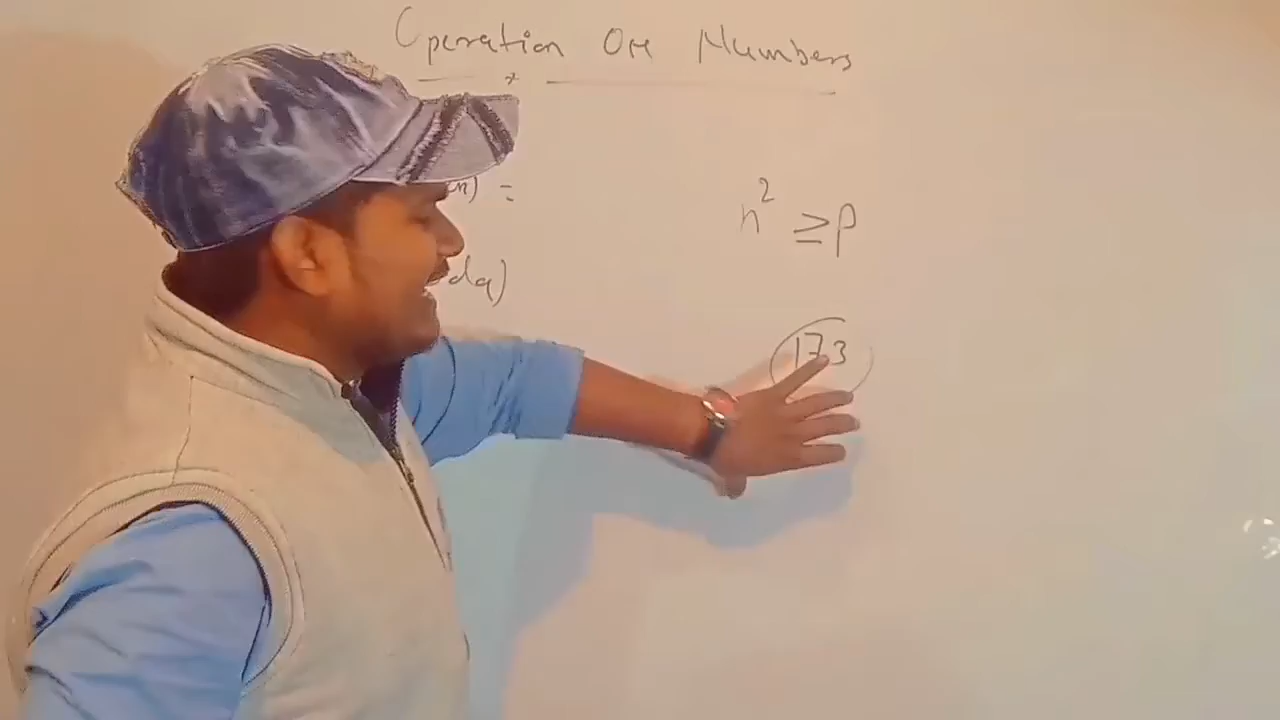 Operation On Numbers
n) =
n² ≥ p
da)
173